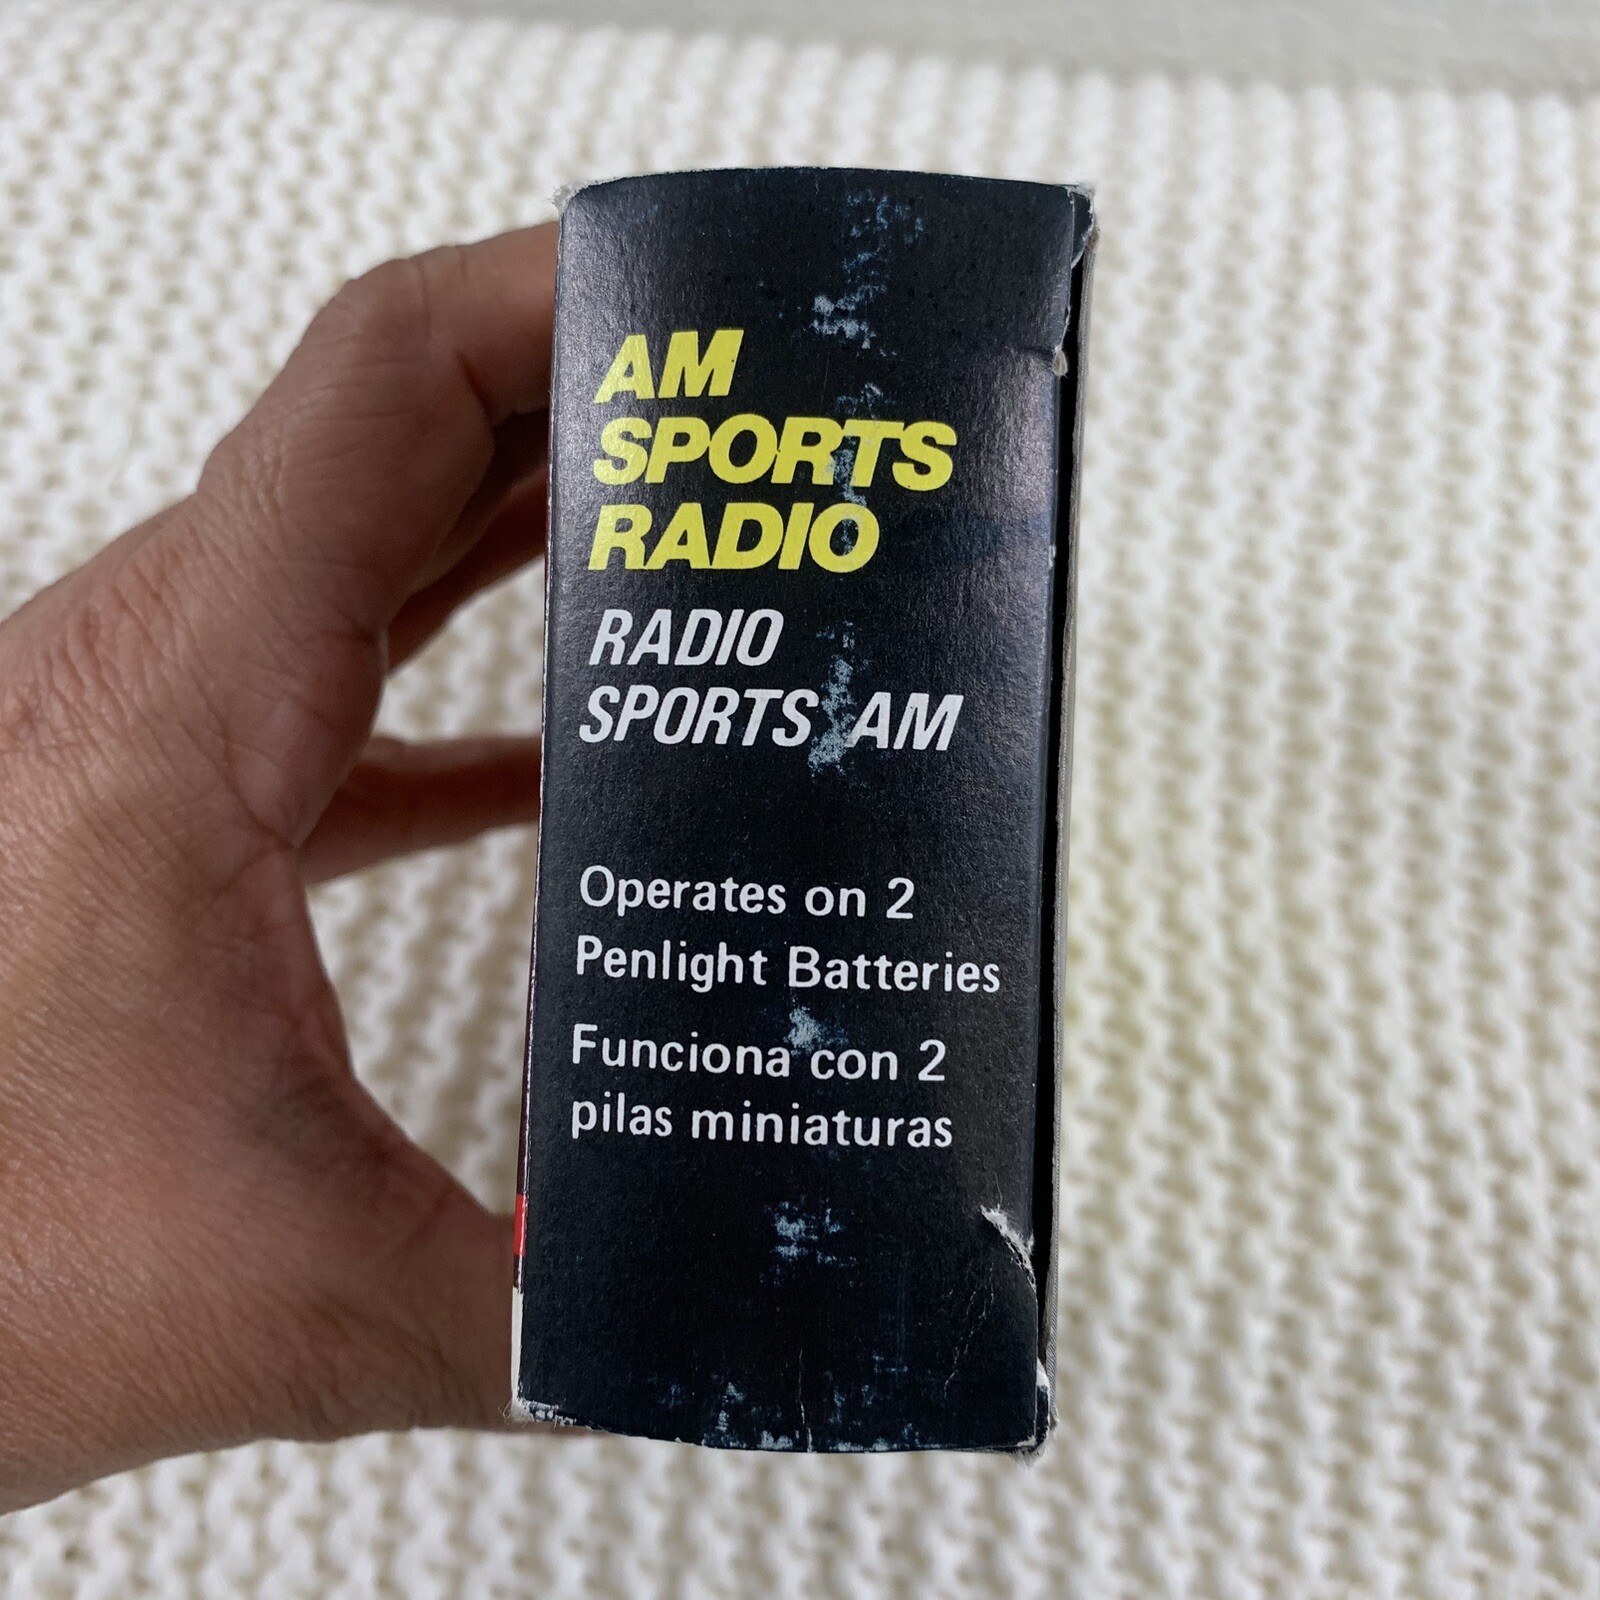 AM
SPORTS
RADIO
RADIO
SPORTS AM
Operates on 2
Penlight Batteries
Funciona con 2
pilas miniaturas